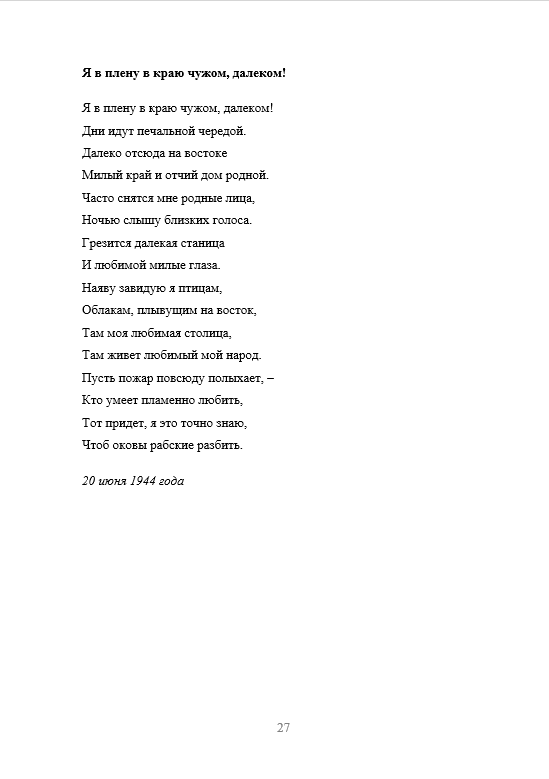 Я в плену в краю чужом, далеком!
Я в плену в краю чужом, далеком!
Дни идут печальной чередой.
Далеко отсюда на востоке
Милый край и отчий дом родной.
Часто снятся мне родные лица,
Ночью слышу близких голоса.
Грезится далекая станица
И любимой милые глаза.
Наяву завидую я птицам,
Облакам, плывущим на восток,
Там моя любимая столица,
Там живет любимый мой народ.
Пусть пожар повсюду полыхает, –
Кто умеет пламенно любить,
Тот придет, я это точно знаю,
Чтоб оковы рабские разбить.
20 июня 1944 года
27